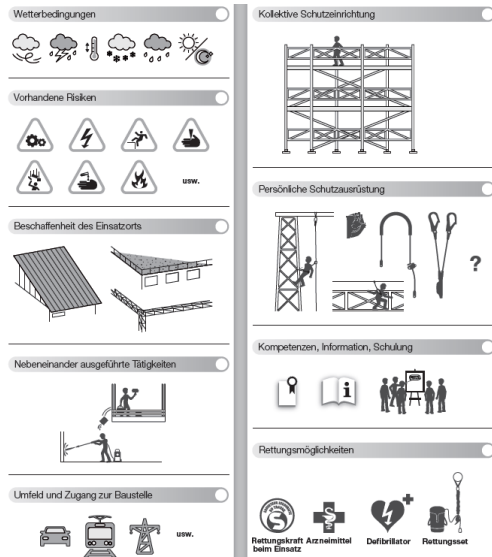 Wetterbedingungen
Vorhandene Risiken
usw.
Beschaffenheit des Einsatzorts
Nebeneinander ausgeführte Tätigkeiten
Umfeld und Zugang zur Baustelle
usw.
Kollektive Schutzeinrichtung
Persönliche Schutzausrüstung
?
Kompetenzen, Information, Schulung
i
Rettungsmöglichkeiten
Rettungskraft Arzneimittel Defibrillator Rettungsset
beim Einsatz